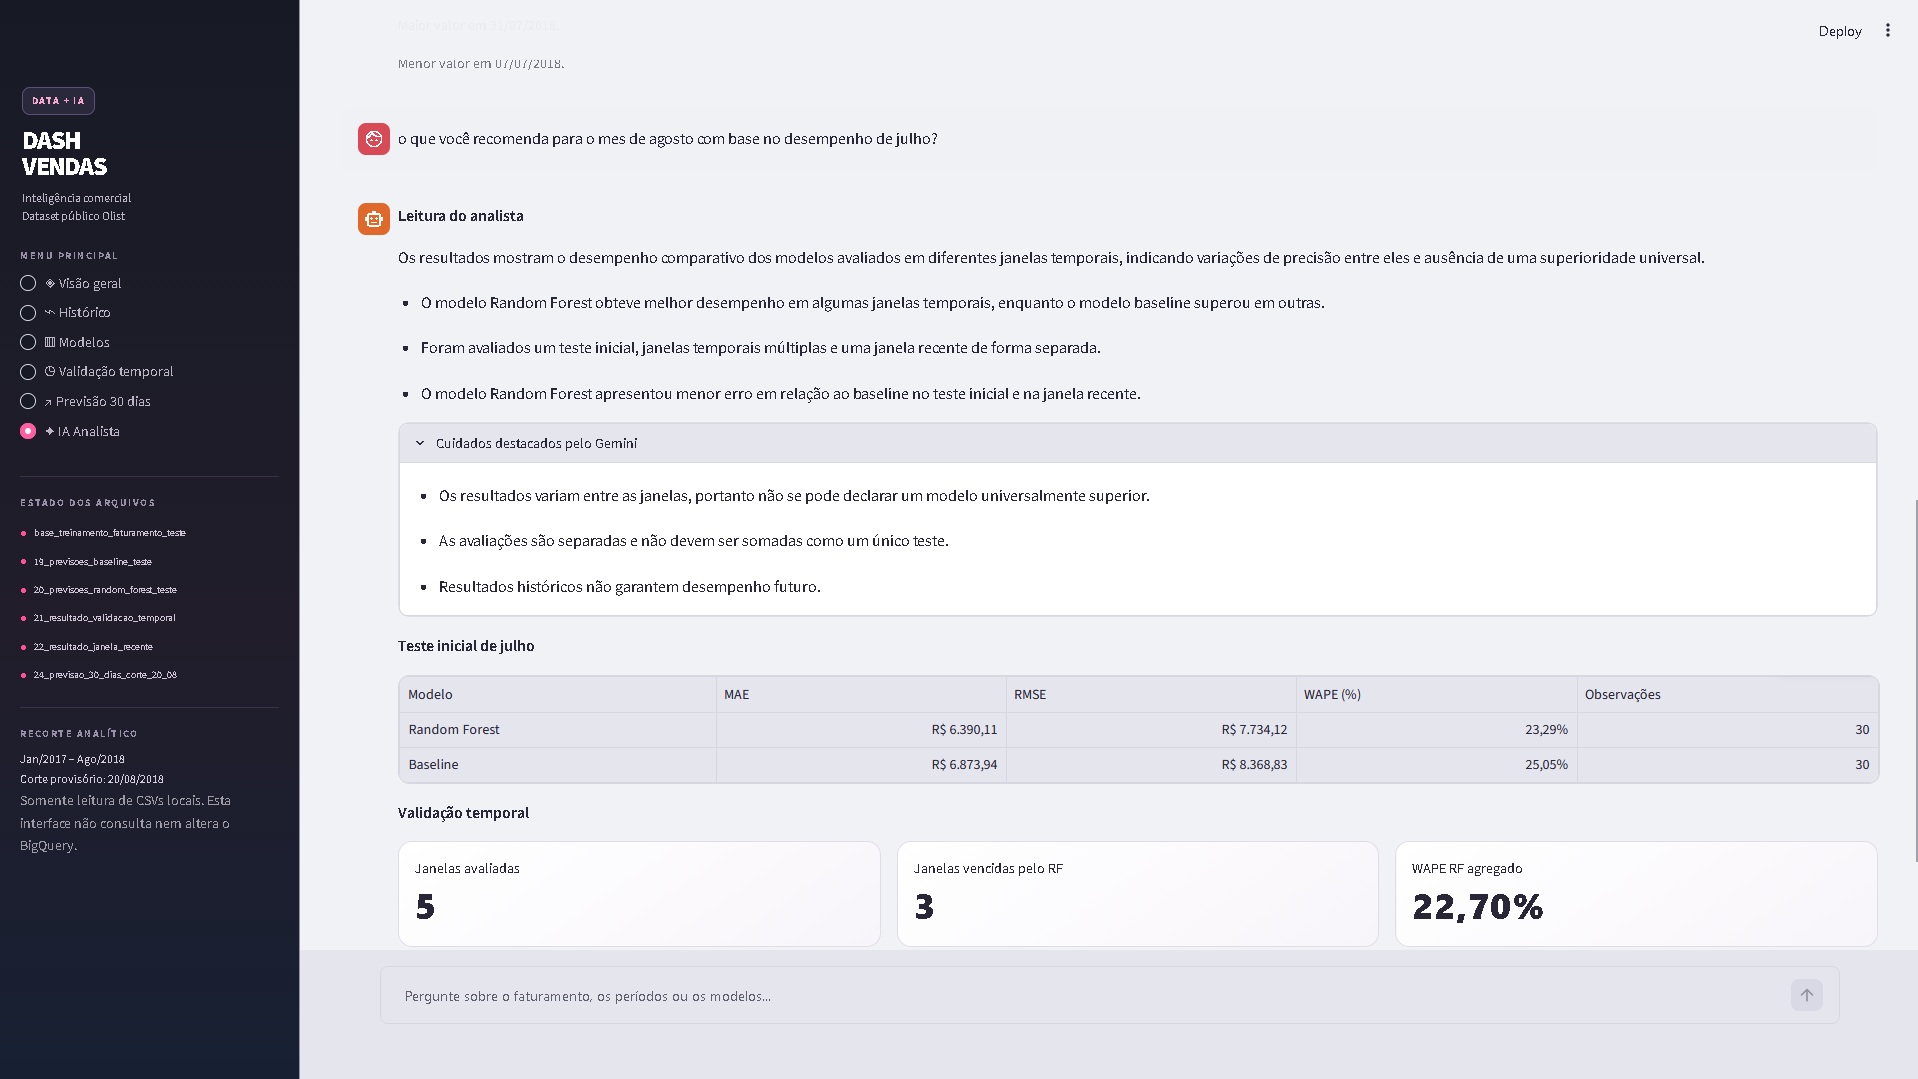 DATA + IA
DASH
VENDAS
Inteligência comercial
Dataset público Olist
MENU PRINCIPAL
Visão geral
Histórico
Modelos
Validação temporal
Previsão 30 dias
IA Analista
ESTADO DOS ARQUIVOS
base_treinamento_faturamento_teste
19_previsoes_baseline_teste
20_previsoes_random_forest_teste
21_resultado_validacao_temporal
22_resultado_janela_recente
24_previsao_30_dias_corte_20_08
RECORTE ANALÍTICO
Jan/2017 – Ago/2018
Corte provisório: 20/08/2018
Somente leitura de CSVs locais. Esta
interface não consulta nem altera o
BigQuery.
Deploy
Maior valor em 31/07/2018.
Menor valor em 07/07/2018.
o que você recomenda para o mes de agosto com base no desempenho de julho?
Leitura do analista
Os resultados mostram o desempenho comparativo dos modelos avaliados em diferentes janelas temporais, indicando variações de precisão entre eles e ausência de uma superioridade universal.
• O modelo Random Forest obteve melhor desempenho em algumas janelas temporais, enquanto o modelo baseline superou em outras.
• Foram avaliados um teste inicial, janelas temporais múltiplas e uma janela recente de forma separada.
• O modelo Random Forest apresentou menor erro em relação ao baseline no teste inicial e na janela recente.
Cuidados destacados pelo Gemini
• Os resultados variam entre as janelas, portanto não se pode declarar um modelo universalmente superior.
• As avaliações são separadas e não devem ser somadas como um único teste.
• Resultados históricos não garantem desempenho futuro.
Teste inicial de julho
Modelo MAE RMSE WAPE (%) Observações
Random Forest R$ 6.390,11 R$ 7.734,12 23,29% 30
Baseline R$ 6.873,94 R$ 8.368,83 25,05% 30
Validação temporal
Janelas avaliadas
5
Janelas vencidas pelo RF
3
WAPE RF agregado
22,70%
Pergunte sobre o faturamento, os períodos ou os modelos...